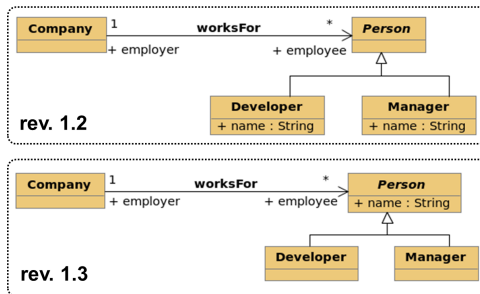 Company 1 worksFor * Person
+ employer + employee
Developer Manager
+ name : String + name : String
rev. 1.2
Company 1 worksFor * Person
+ employer + employee + name : String
Developer Manager
rev. 1.3